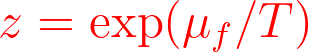 z = exp(μ_f/T)